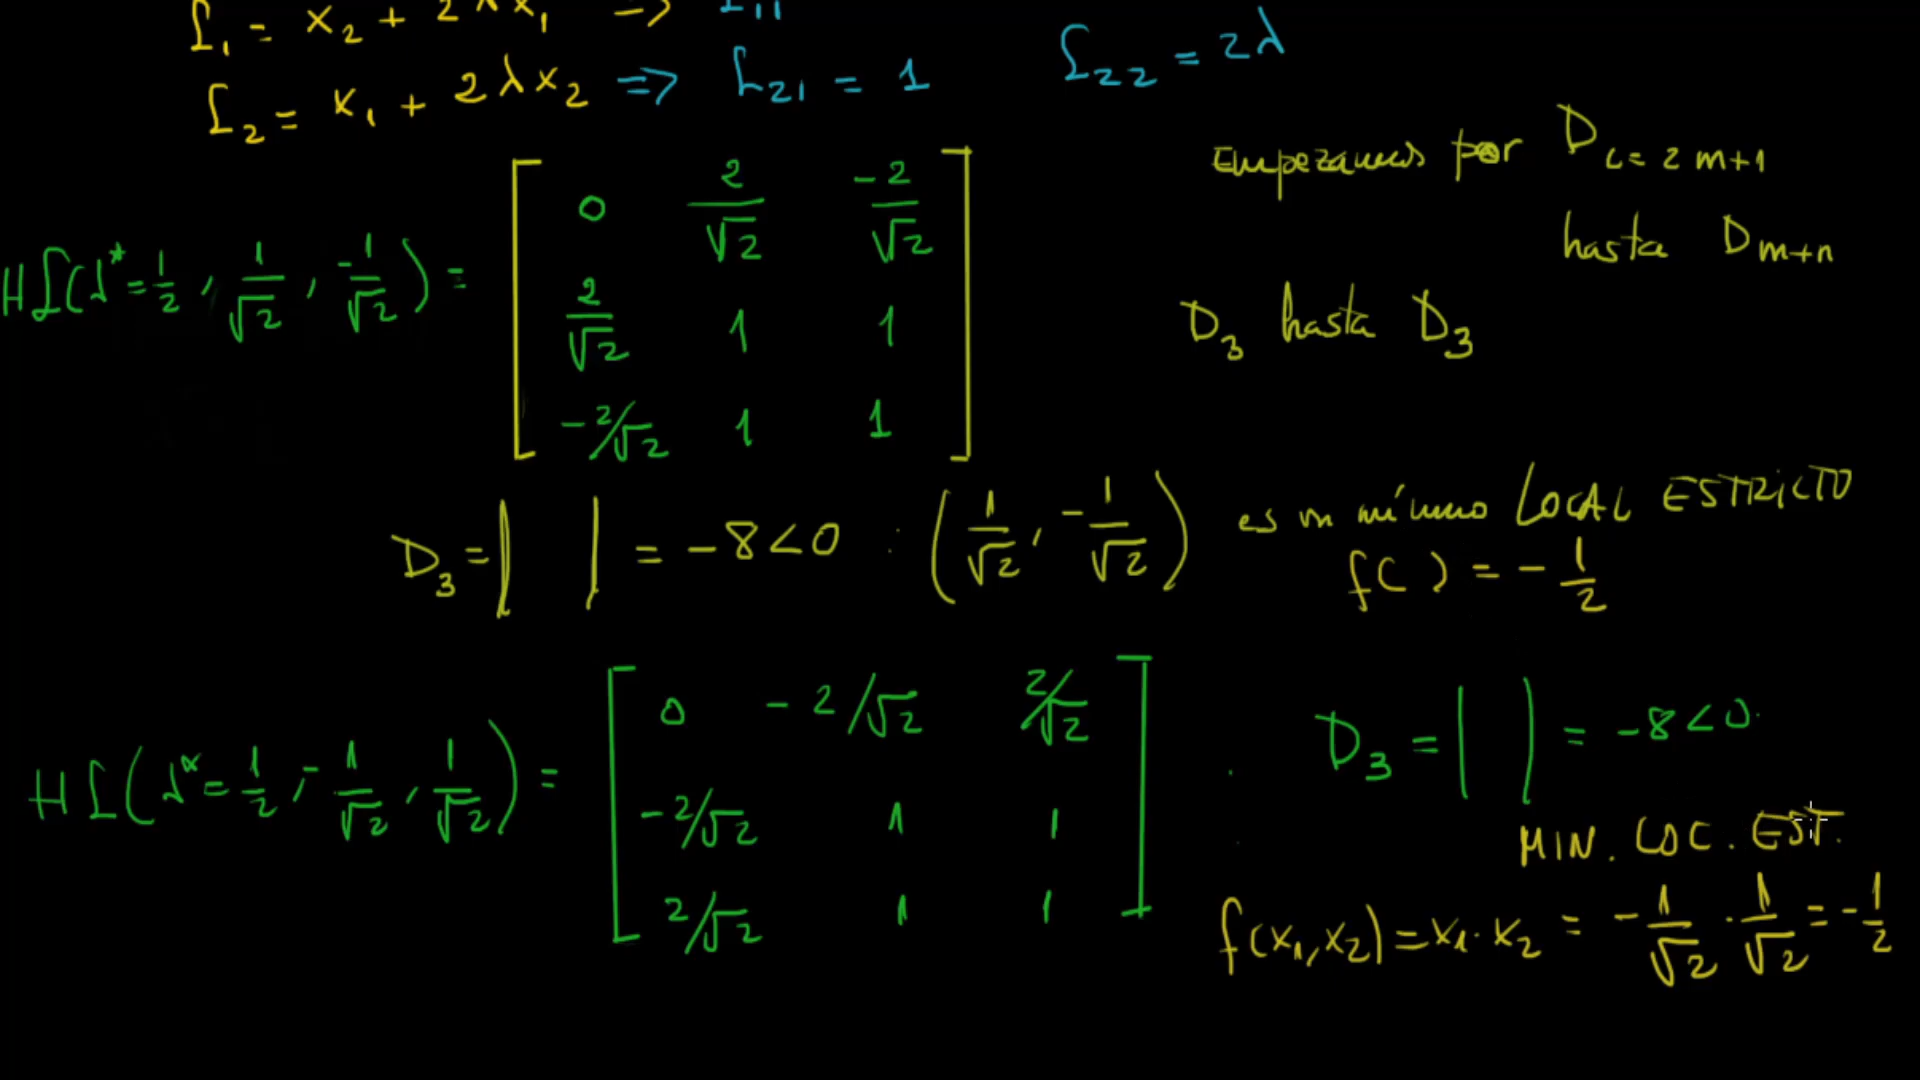 ℒ₁ = x₂ + 2λx₁ => ℒ₁₁
ℒ₂ = x₁ + 2λx₂ => ℒ₂₁ = 1 ℒ₂₂ = 2λ
Empezamos por D i=2m+1
hasta D m+n
D₃ hasta D₃
Hℒ(λ* = 1/2, 1/√2, -1/√2) =
0 2/√2 -2/√2
2/√2 1 1
-2/√2 1 1
D₃ = | | = -8 < 0 : (1/√2, -1/√2) es un mínimo LOCAL ESTRICTO
f( ) = -1/2
Hℒ(λ* = 1/2, -1/√2, 1/√2) =
0 -2/√2 2/√2
-2/√2 1 1
2/√2 1 1
D₃ = | | = -8 < 0.
MIN. LOC. EST.
f(x₁, x₂) = x₁ · x₂ = -1/√2 · 1/√2 = -1/2